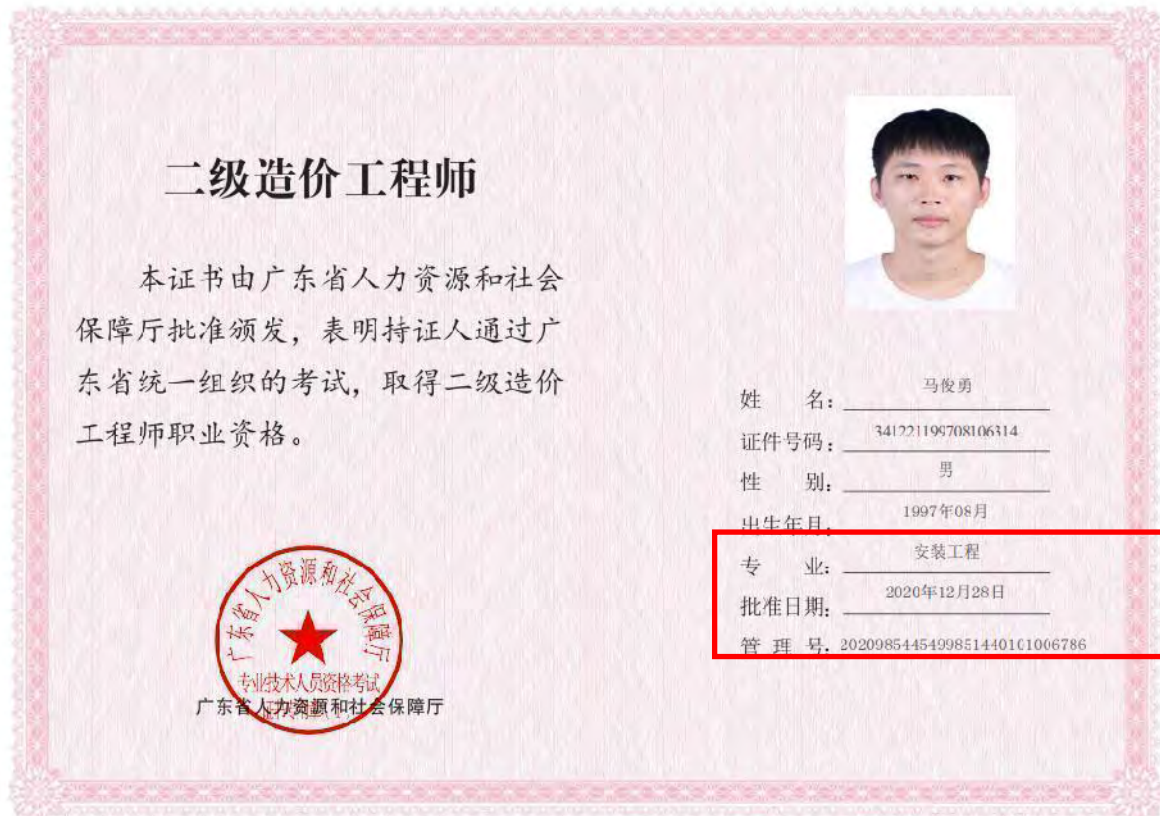 二级造价工程师
本证书由广东省人力资源和社会
保障厅批准颁发，表明持证人通过广
东省统一组织的考试，取得二级造价
工程师职业资格。
广东省人力资源和社会保障厅
专业技术人员资格考试
广东省人力资源和社会保障厅
姓 名：马俊勇
证件号码：341221199708106314
性 别：男
出生年月：1997年08月
专 业：安装工程
批准日期：2020年12月28日
管 理 号：20209854454998514401010067​86